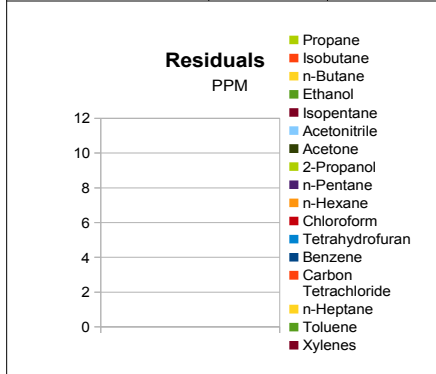 Residuals
PPM
12
10
8
6
4
2
0
Propane
Isobutane
n-Butane
Ethanol
Isopentane
Acetonitrile
Acetone
2-Propanol
n-Pentane
n-Hexane
Chloroform
Tetrahydrofuran
Benzene
Carbon
Tetrachloride
n-Heptane
Toluene
Xylenes